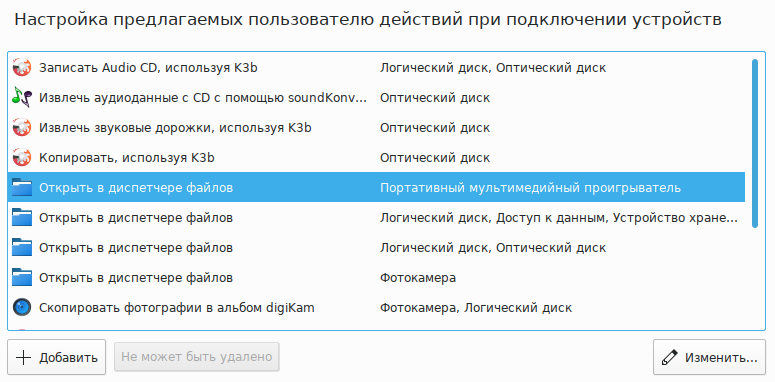 Настройка предлагаемых пользователю действий при подключении устройств
Записать Audio CD, используя K3b Логический диск, Оптический диск
Извлечь аудиоданные с CD с помощью soundKonv... Оптический диск
Извлечь звуковые дорожки, используя K3b Оптический диск
Копировать, используя K3b Оптический диск
Открыть в диспетчере файлов Портативный мультимедийный проигрыватель
Открыть в диспетчере файлов Логический диск, Доступ к данным, Устройство хране...
Открыть в диспетчере файлов Логический диск, Оптический диск
Открыть в диспетчере файлов Фотокамера
Скопировать фотографии в альбом digiKam Фотокамера, Логический диск
Добавить Не может быть удалено Изменить...